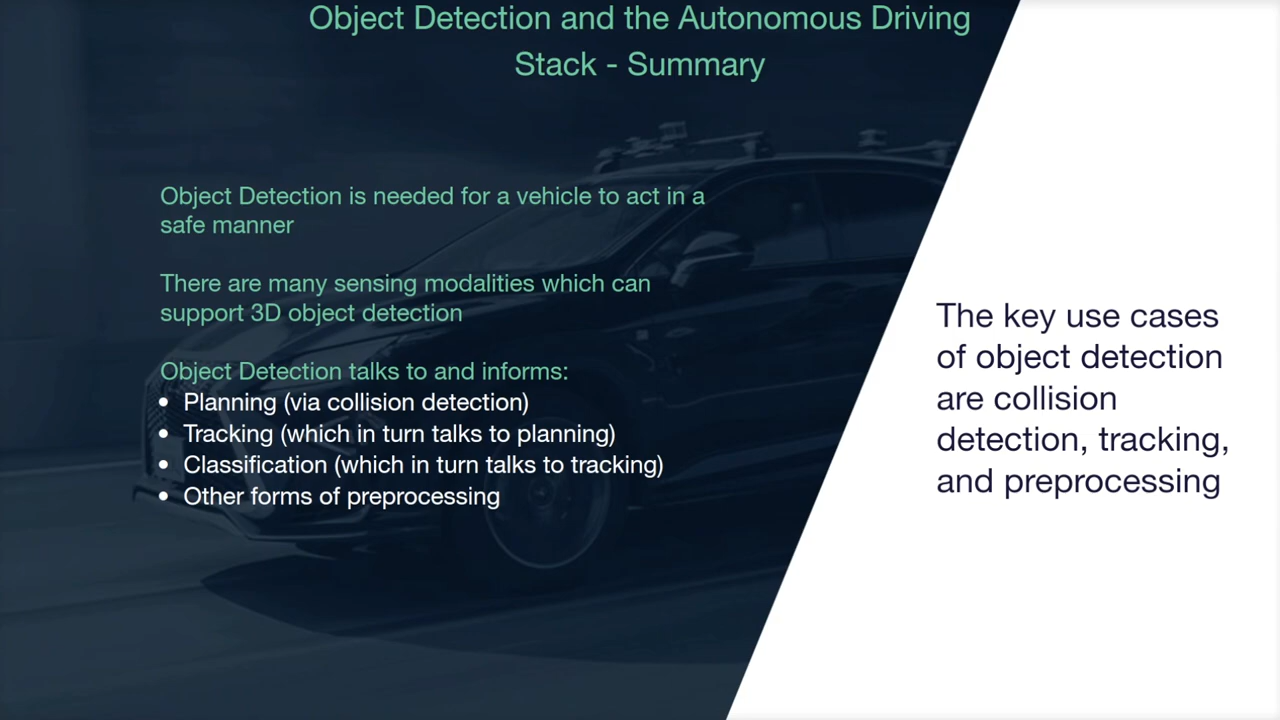 Object Detection and the Autonomous Driving
Stack - Summary
Object Detection is needed for a vehicle to act in a
safe manner
There are many sensing modalities which can
support 3D object detection
Object Detection talks to and informs:
• Planning (via collision detection)
• Tracking (which in turn talks to planning)
• Classification (which in turn talks to tracking)
• Other forms of preprocessing
The key use cases
of object detection
are collision
detection, tracking,
and preprocessing